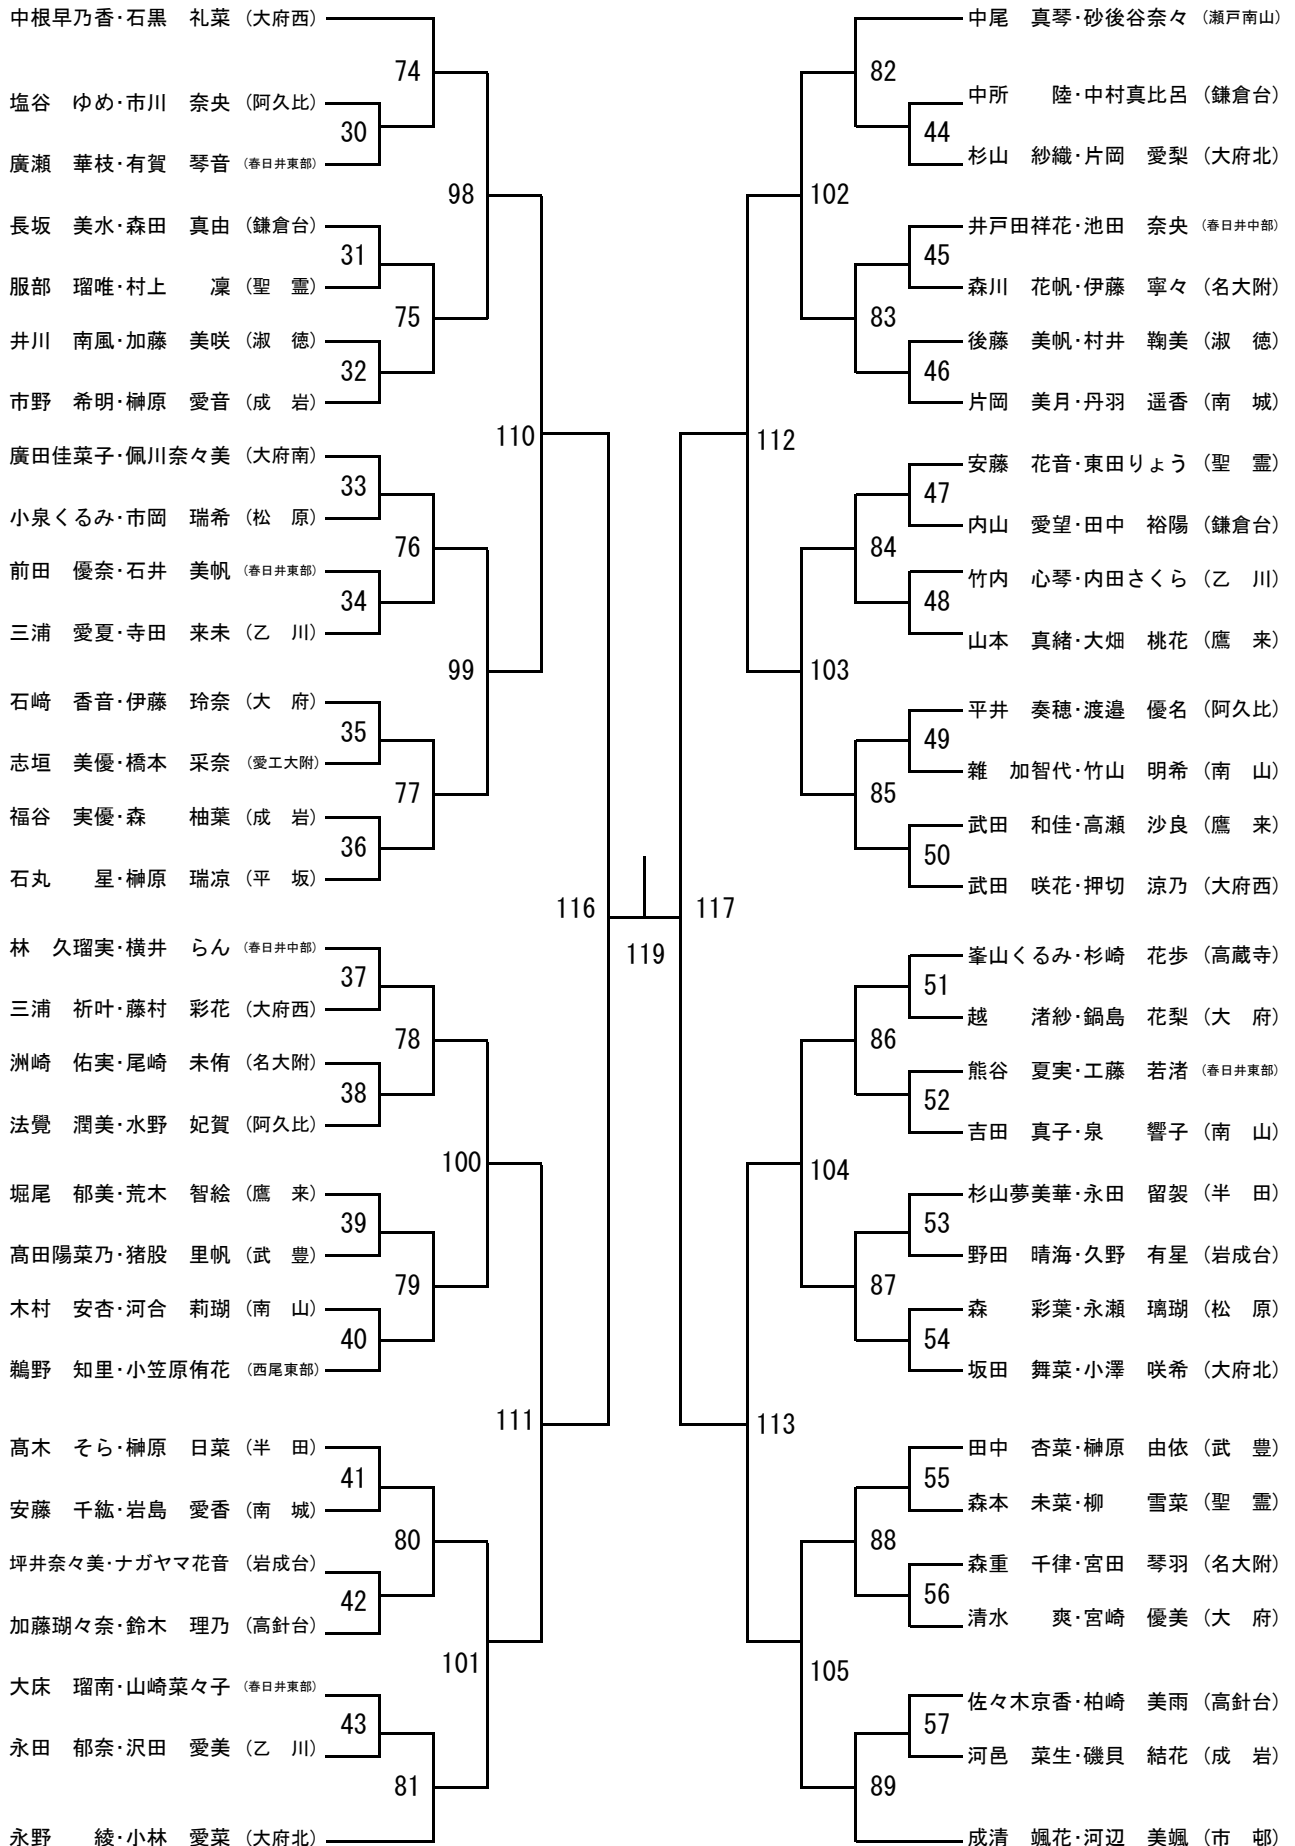 中根早乃香・石黒　礼菜（大府西）
74
塩谷　ゆめ・市川　奈央（阿久比）
30
廣瀬　華枝・有賀　琴音（春日井東部）
98
長坂　美水・森田　真由（鎌倉台）
31
服部　瑠唯・村上　　凜（聖　霊）
75
井川　南風・加藤　美咲（淑　徳）
32
市野　希明・榊原　愛音（成　岩）
110
廣田佳菜子・佩川奈々美（大府南）
33
小泉くるみ・市岡　瑞希（松　原）
76
前田　優奈・石井　美帆（春日井東部）
34
三浦　愛夏・寺田　来未（乙　川）
99
石﨑　香音・伊藤　玲奈（大　府）
35
志垣　美優・橋本　采奈（愛工大附）
77
福谷　実優・森　　柚葉（成　岩）
36
石丸　　星・榊原　瑞凉（平　坂）
116
林　久瑠実・横井　らん（春日井中部）
37
三浦　祈叶・藤村　彩花（大府西）
78
洲崎　佑実・尾崎　未侑（名大附）
38
法覺　潤美・水野　妃賀（阿久比）
100
堀尾　郁美・荒木　智絵（鷹　来）
39
髙田陽菜乃・猪股　里帆（武　豊）
79
木村　安杏・河合　莉瑚（南　山）
40
鵜野　知里・小笠原侑花（西尾東部）
111
髙木　そら・榊原　日菜（半　田）
41
安藤　千紘・岩島　愛香（南　城）
80
坪井奈々美・ナガヤマ花音（岩成台）
42
加藤瑚々奈・鈴木　理乃（高針台）
101
大床　瑠南・山崎菜々子（春日井東部）
43
永田　郁奈・沢田　愛美（乙　川）
81
永野　　綾・小林　愛菜（大府北）
119
中尾　真琴・砂後谷奈々（瀬戸南山）
82
中所　　陸・中村真比呂（鎌倉台）
44
杉山　紗織・片岡　愛梨（大府北）
102
井戸田祥花・池田　奈央（春日井中部）
45
森川　花帆・伊藤　寧々（名大附）
83
後藤　美帆・村井　鞠美（淑　徳）
46
片岡　美月・丹羽　遥香（南　城）
112
安藤　花音・東田りょう（聖　霊）
47
内山　愛望・田中　裕陽（鎌倉台）
84
竹内　心琴・内田さくら（乙　川）
48
山本　真緒・大畑　桃花（鷹　来）
103
平井　奏穂・渡邉　優名（阿久比）
49
雜　加智代・竹山　明希（南　山）
85
武田　和佳・高瀬　沙良（鷹　来）
50
武田　咲花・押切　涼乃（大府西）
117
峯山くるみ・杉崎　花歩（高蔵寺）
51
越　　渚紗・鍋島　花梨（大　府）
86
熊谷　夏実・工藤　若渚（春日井東部）
52
吉田　真子・泉　　響子（南　山）
104
杉山夢美華・永田　留袈（半　田）
53
野田　晴海・久野　有星（岩成台）
87
森　　彩葉・永瀬　璃瑚（松　原）
54
坂田　舞菜・小澤　咲希（大府北）
113
田中　杏菜・榊原　由依（武　豊）
55
森本　未菜・柳　　雪菜（聖　霊）
88
森重　千律・宮田　琴羽（名大附）
56
清水　　爽・宮崎　優美（大　府）
105
佐々木京香・柏崎　美雨（高針台）
57
河邑　菜生・磯貝　結花（成　岩）
89
成清　颯花・河辺　美颯（市　邨）